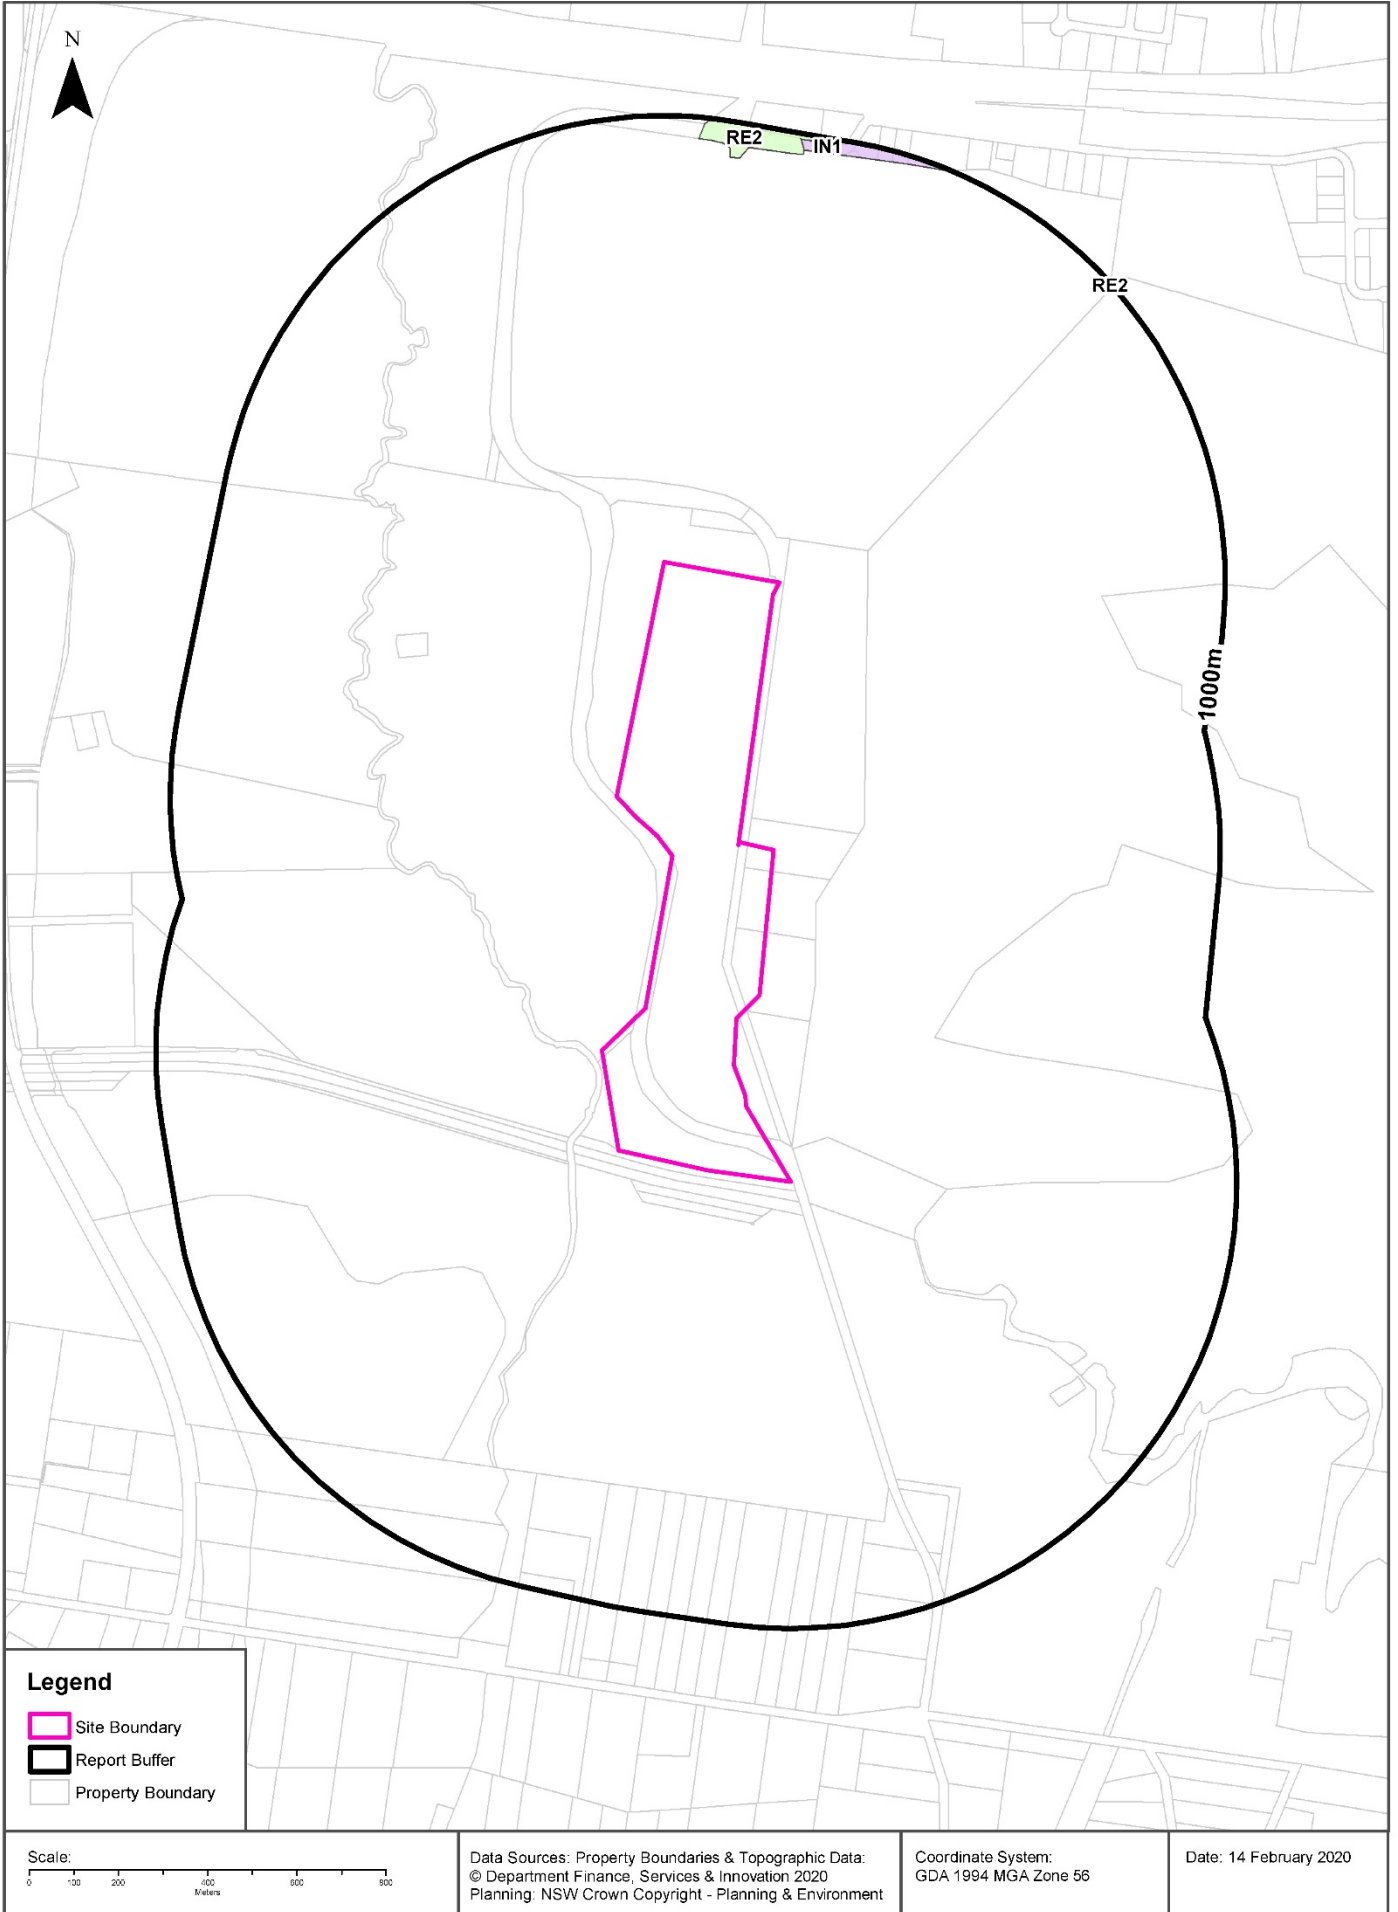 N
RE2
IN1
RE2
1000m
Legend
Site Boundary
Report Buffer
Property Boundary
Scale:
0 100 200 400 600 800
Meters
Data Sources: Property Boundaries & Topographic Data:
© Department Finance, Services & Innovation 2020
Planning: NSW Crown Copyright - Planning & Environment
Coordinate System:
GDA 1994 MGA Zone 56
Date: 14 February 2020